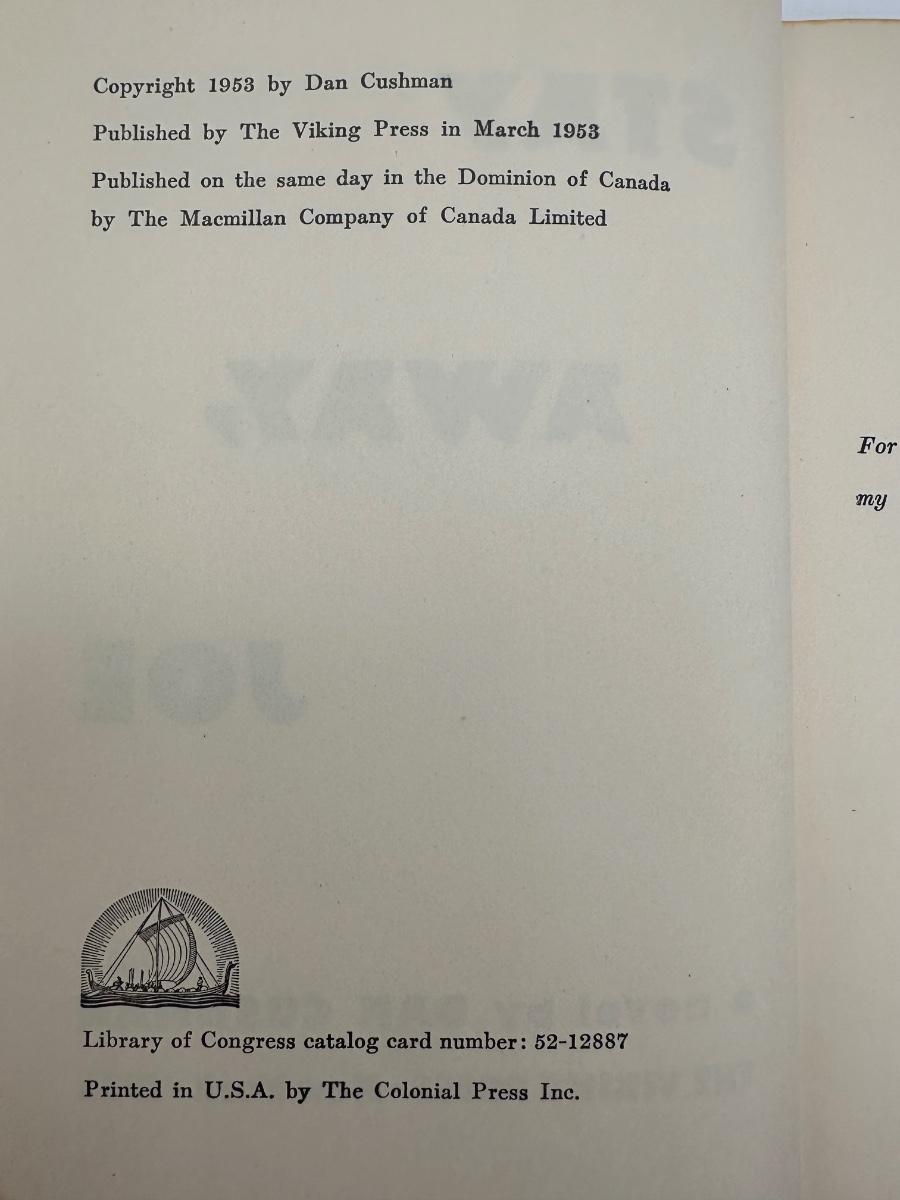 Copyright 1953 by Dan Cushman
Published by The Viking Press in March 1953
Published on the same day in the Dominion of Canada
by The Macmillan Company of Canada Limited
AWAY,
JOE
Library of Congress catalog card number: 52-12887
Printed in U.S.A. by The Colonial Press Inc.
For
my